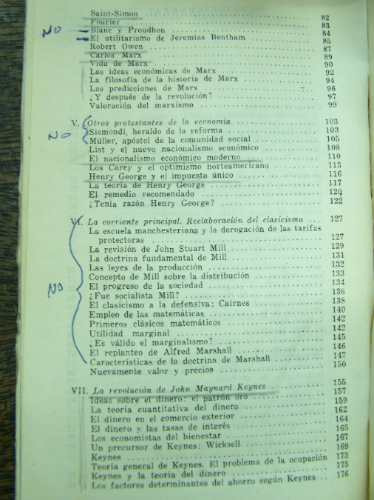 Saint-Simon 82
Fourier 83
NO Blanc y Proudhon 84
El utilitarismo de Jeremías Bentham 85
Robert Owen 87
Carlos Marx 89
Vida de Marx 90
Las ideas económicas de Marx 92
La filosofía de la historia de Marx 94
Las predicciones de Marx 98
¿Y después de la revolución? 97
Valoración del marxismo 99
V. Otros protestantes de la economía 103
NO Sismondi, heraldo de la reforma 103
Müller, apóstol de la comunidad social 105
List y el nuevo nacionalismo económico 108
El nacionalismo económico moderno 110
Los Carey y el optimismo norteamericano 115
Henry George y el impuesto único 116
La teoría de Henry George 117
El remedio recomendado
¿Tenía razón Henry George? 122
VI. La corriente principal. Reelaboración del clasicismo 127
La escuela manchesteriana y la derogación de las tarifas
protectoras 127
La revisión de John Stuart Mill 129
La doctrina fundamental de Mill 131
Las leyes de la producción 132
Concepto de Mill sobre la distribución 133
El progreso de la sociedad 134
NO ¿Fue socialista Mill? 136
El clasicismo a la defensiva: Cairnes 138
Empleo de las matemáticas 140
Primeros clásicos matemáticos 142
Utilidad marginal 142
¿Es válido el marginalismo? 145
El replanteo de Alfred Marshall 146
Características de la doctrina de Marshall 147
Nuevamente valor y precios 150
VII. La revolución de John Maynard Keynes 155
Ideas sobre el dinero: el patrón oro 157
La teoría cuantitativa del dinero 159
El dinero en el comercio exterior 162
El dinero y las tasas de interés 164
Los economistas del bienestar 165
Un precursor de Keynes: Wicksell 167
Keynes 169
Teoría general de Keynes. El problema de la ocupación 173
Keynes y la teoría del dinero 175
Los factores determinantes del ahorro según Keynes 176